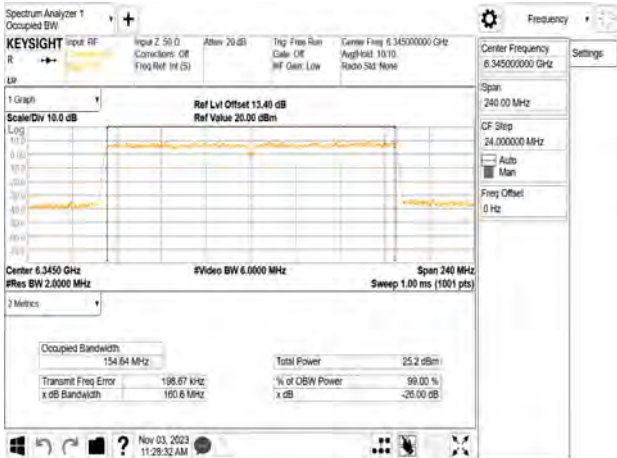 Spectrum Analyzer 1
Occupied BW
Frequency
KEYSIGHT
R
Input: RF
Input Z: 50 Ω
Corrections: Off
Freq Ref: Int (S)
Atten: 20 dB
Trig: Free Run
Gate: Off
#IF Gain: Low
Center Freq: 6.345000000 GHz
Avg|Hold: 10/10
Radio Std: None
Center Frequency
6.345000000 GHz
Settings
Span
240.00 MHz
CF Step
24.000000 MHz
Auto
Man
Freq Offset
0 Hz
1 Graph
Scale/Div 10.0 dB
Ref Lvl Offset 13.40 dB
Ref Value 20.00 dBm
Log
10.0
0.00
Center 6.3450 GHz
#Res BW 2.0000 MHz
#Video BW 6.0000 MHz
Span 240 MHz
Sweep 1.00 ms (1001 pts)
2 Metrics
Occupied Bandwidth
154.64 MHz
Total Power
25.2 dBm
Transmit Freq Error
198.67 kHz
% of OBW Power
99.00 %
x dB Bandwidth
160.6 MHz
x dB
-26.00 dB
?
Nov 03, 2023
11:28:32 AM